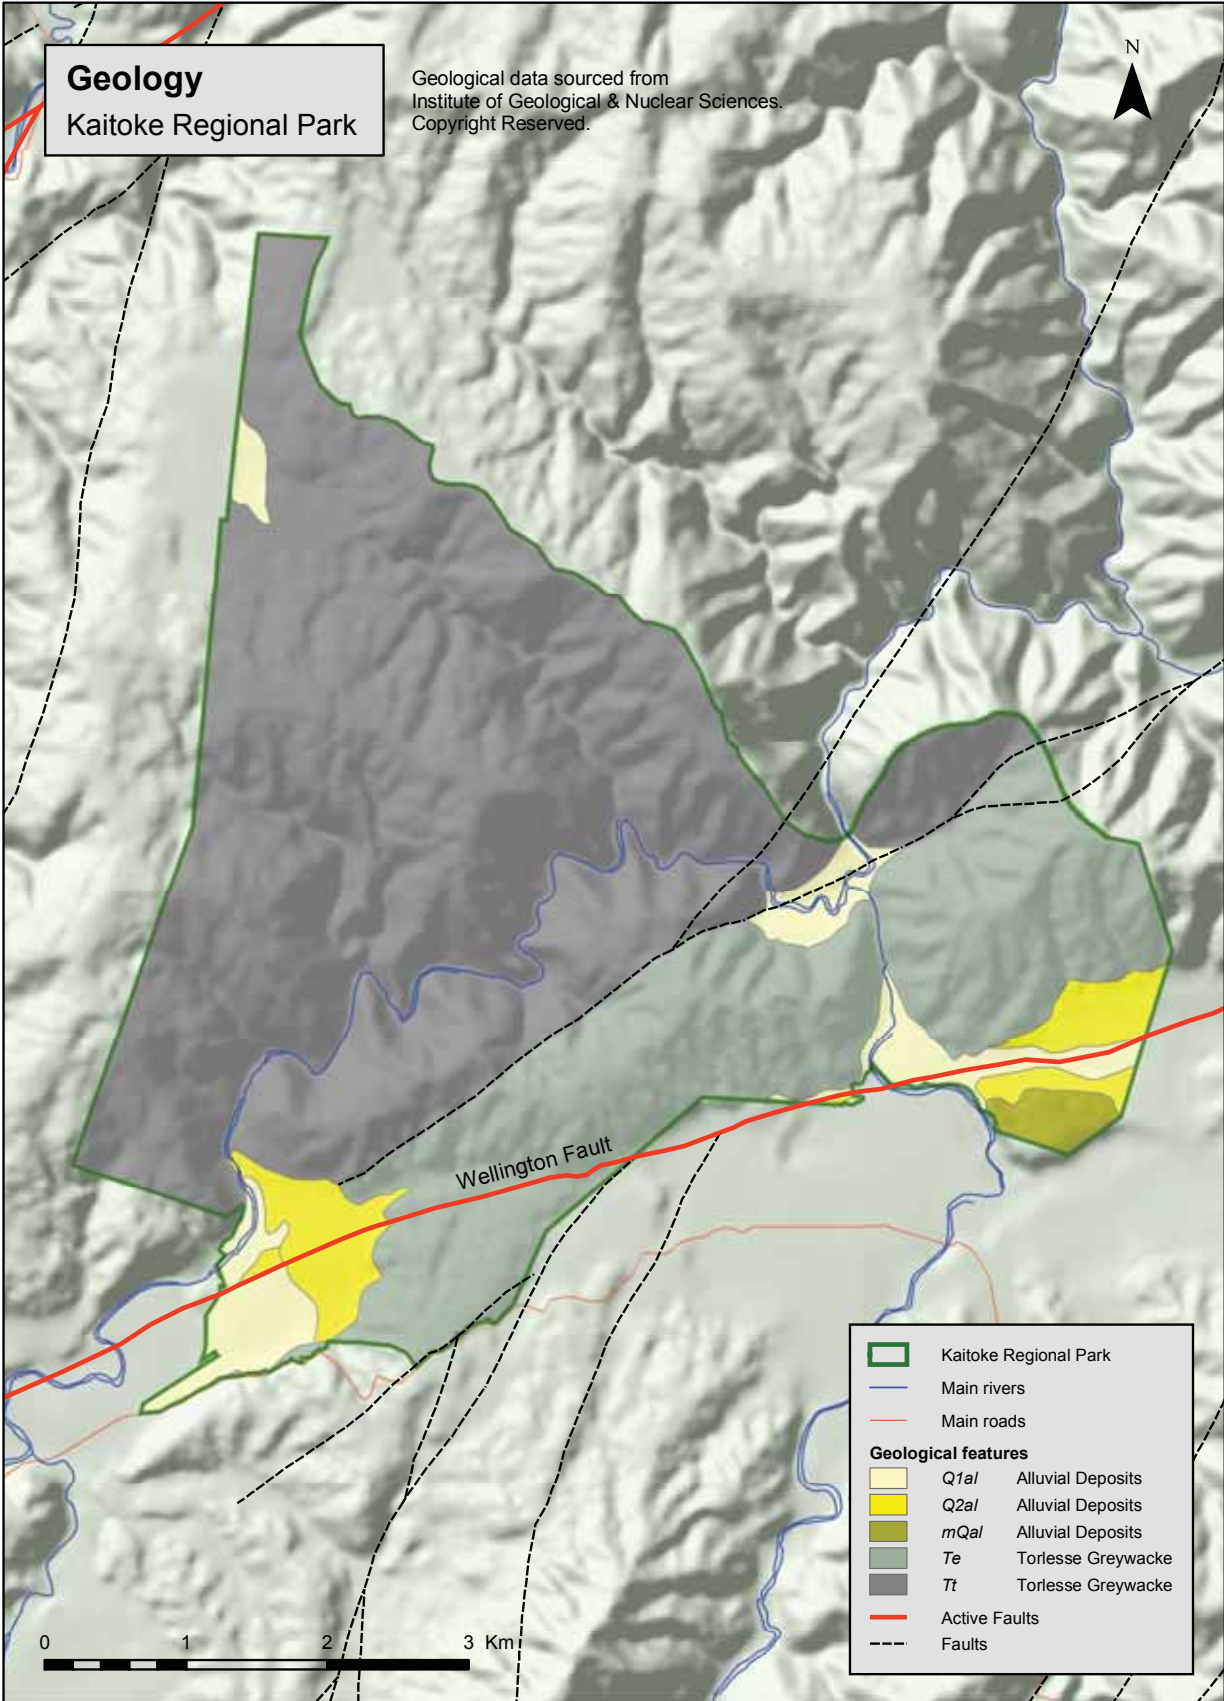 Geology
Kaitoke Regional Park
Geological data sourced from
Institute of Geological & Nuclear Sciences.
Copyright Reserved.
N
Wellington Fault
Kaitoke Regional Park
Main rivers
Main roads
Geological features
Q1al Alluvial Deposits
Q2al Alluvial Deposits
mQal Alluvial Deposits
Te Torlesse Greywacke
Tt Torlesse Greywacke
Active Faults
Faults
0 1 2 3 Km